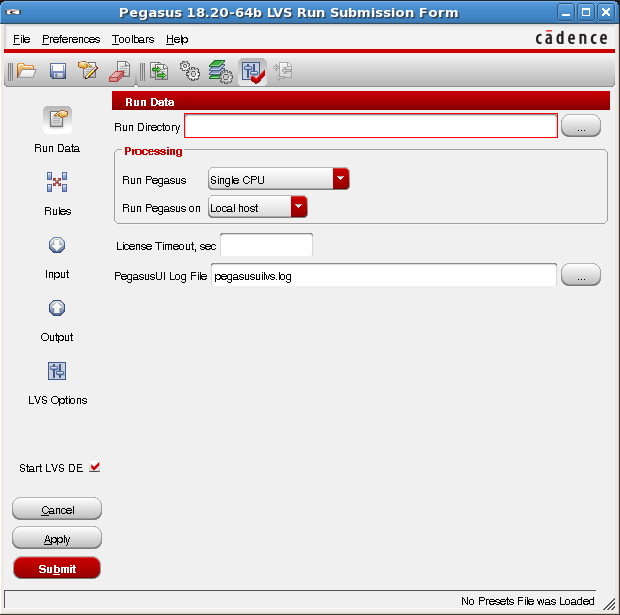 Pegasus 18.20-64b LVS Run Submission Form
File Preferences Toolbars Help
cādence
Run Data
Run Directory
...
Processing
Run Pegasus
Single CPU
Run Pegasus on
Local host
License Timeout, sec
PegasusUI Log File
pegasusuilvs.log
...
Run Data
Rules
Input
Output
LVS Options
Start LVS DE
Cancel
Apply
Submit
No Presets File was Loaded